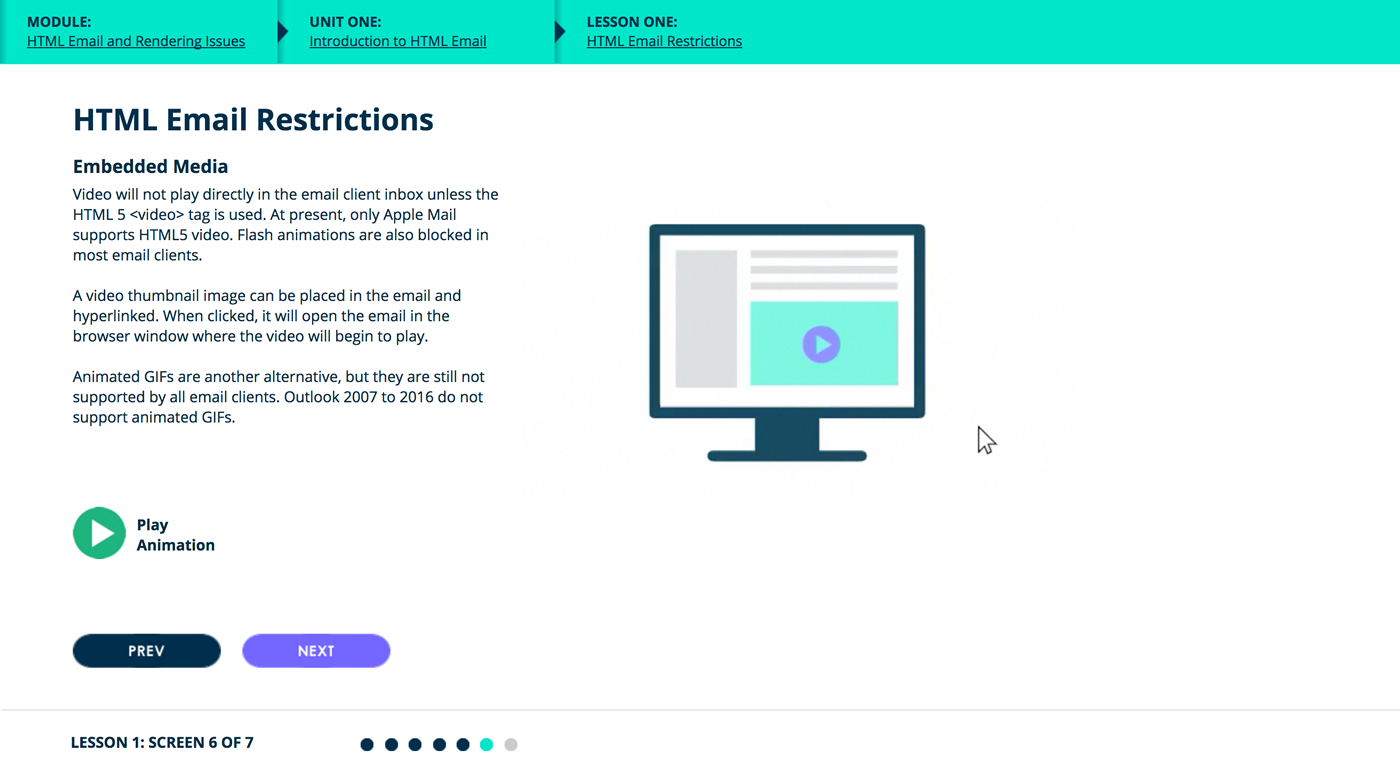 MODULE:
HTML Email and Rendering Issues
UNIT ONE:
Introduction to HTML Email
LESSON ONE:
HTML Email Restrictions
HTML Email Restrictions
Embedded Media
Video will not play directly in the email client inbox unless the
HTML 5 <video> tag is used. At present, only Apple Mail
supports HTML5 video. Flash animations are also blocked in
most email clients.
A video thumbnail image can be placed in the email and
hyperlinked. When clicked, it will open the email in the
browser window where the video will begin to play.
Animated GIFs are another alternative, but they are still not
supported by all email clients. Outlook 2007 to 2016 do not
support animated GIFs.
Play
Animation
PREV
NEXT
LESSON 1: SCREEN 6 OF 7